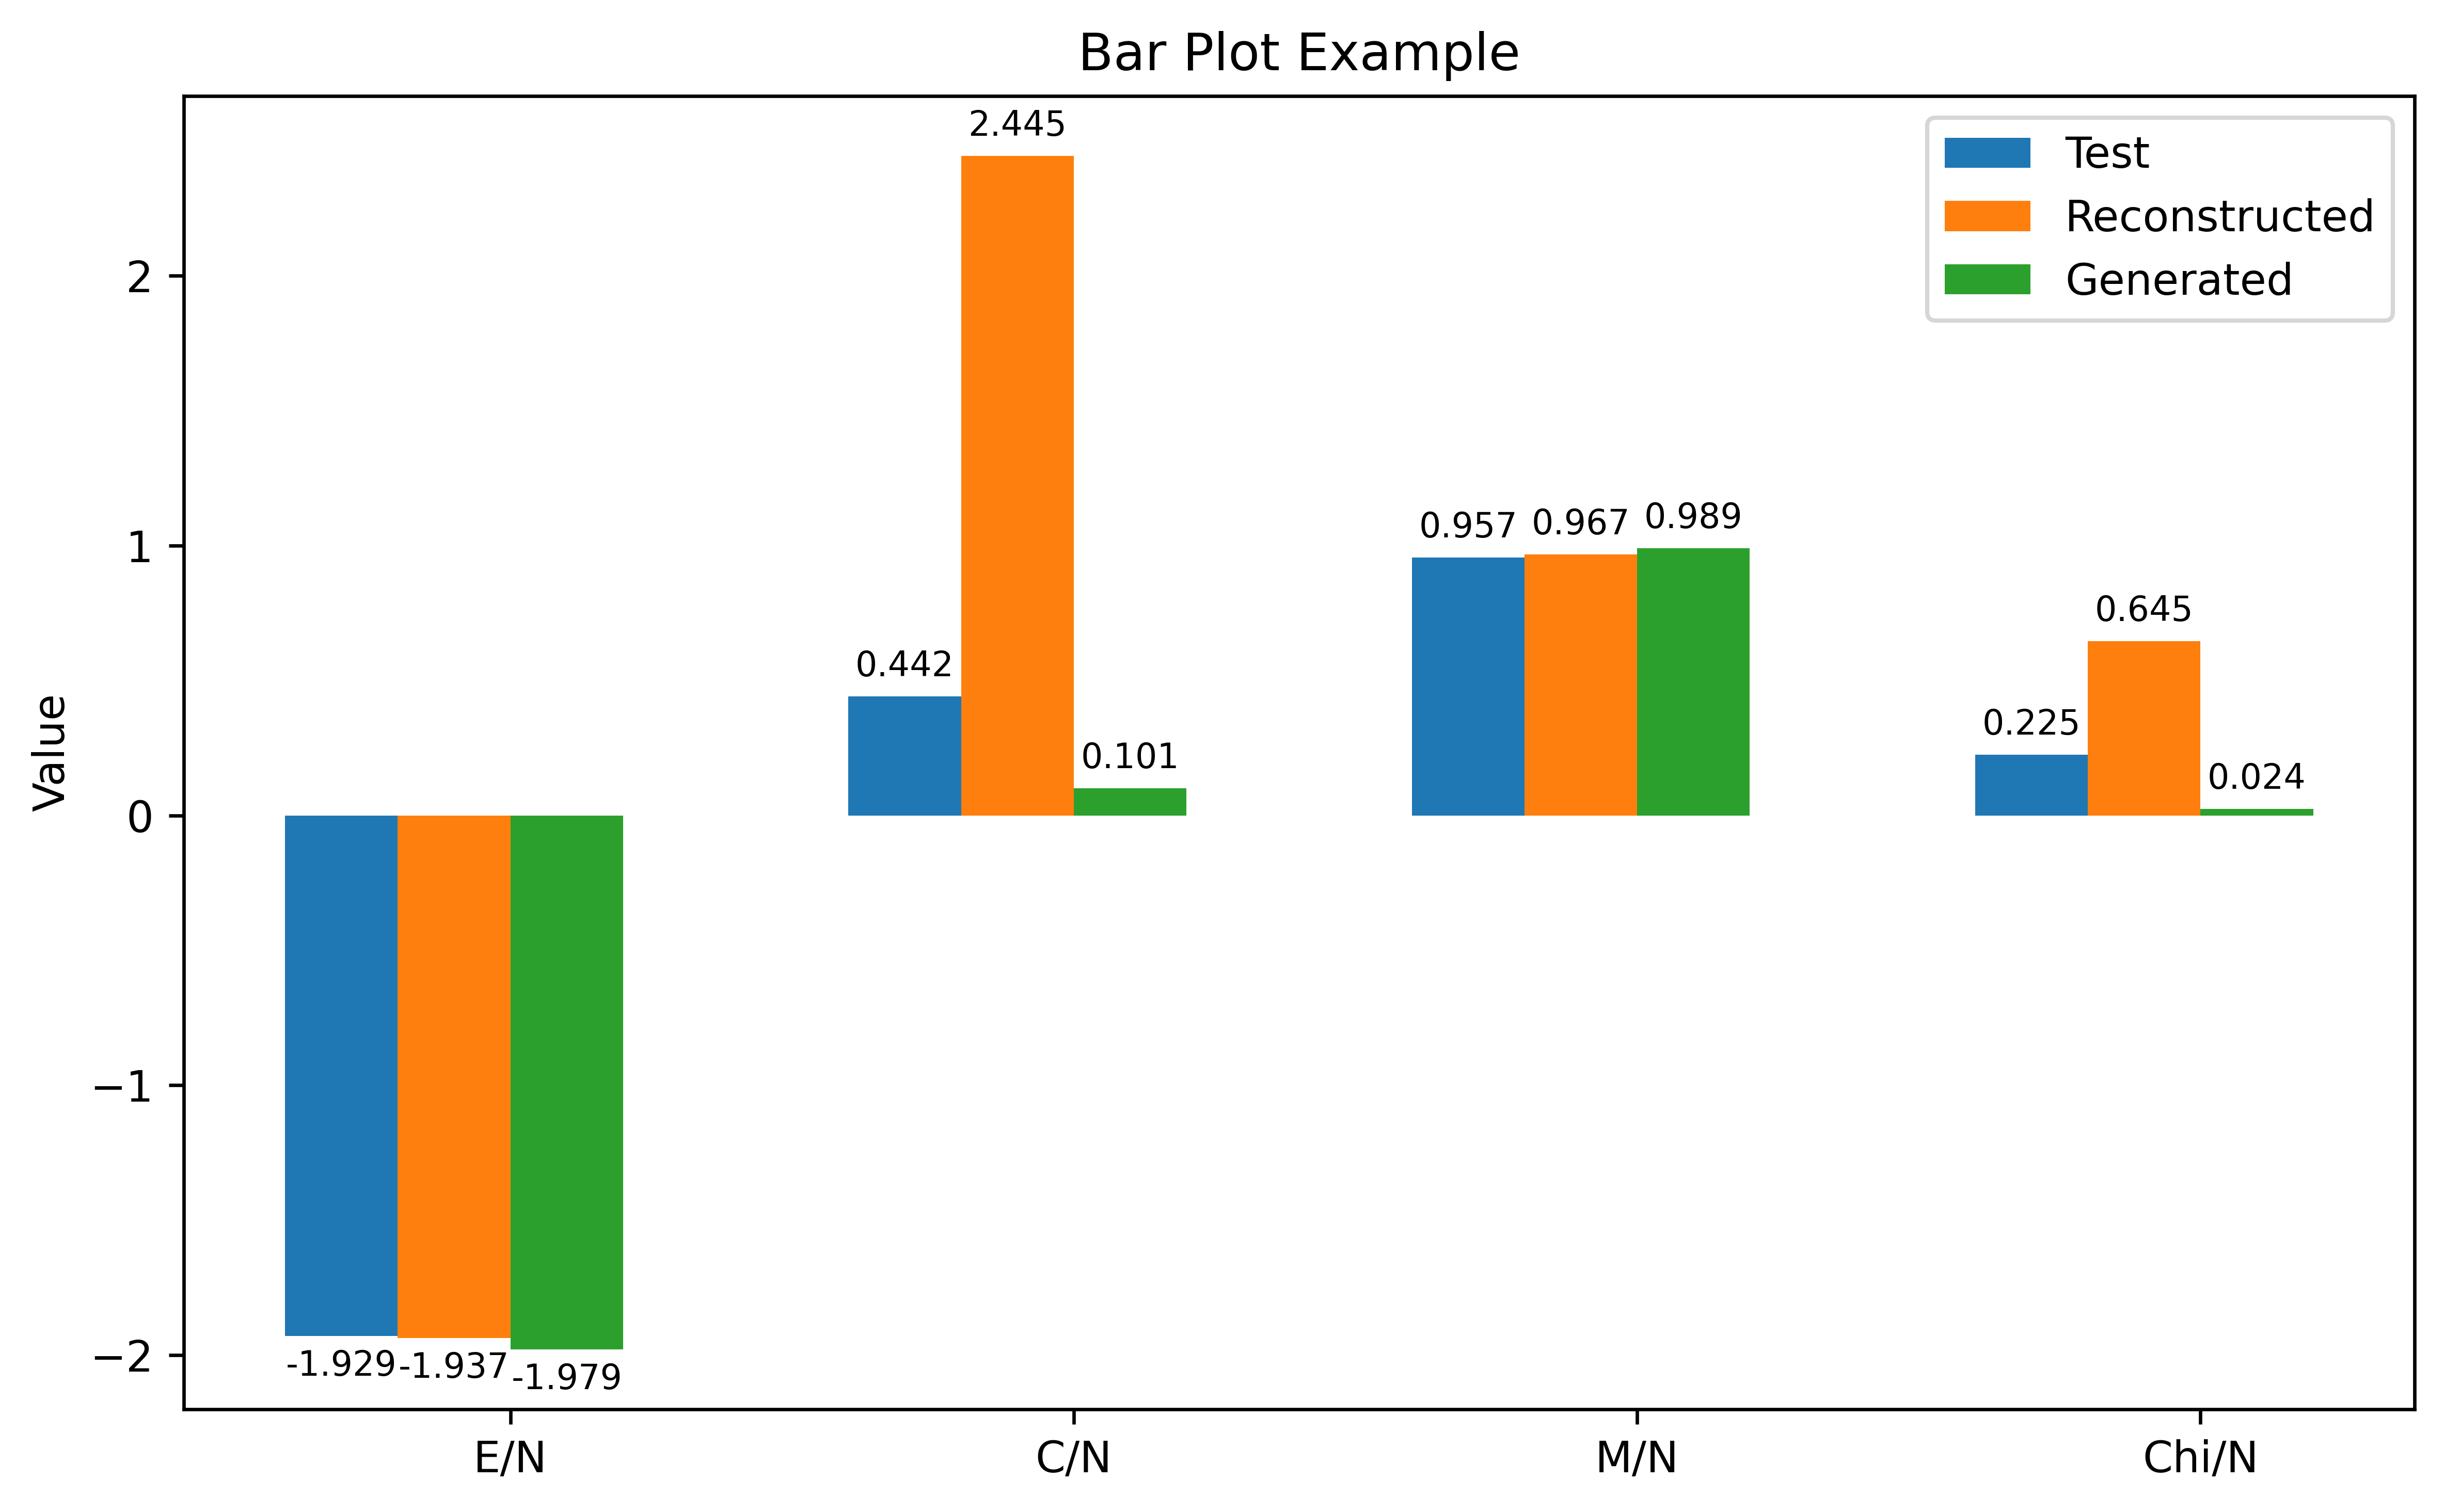 Bar Plot Example
Test
Reconstructed
Generated
Value
2
1
0
−1
−2
2.445
0.442
0.101
0.957
0.967
0.989
0.645
0.225
0.024
-1.929
-1.937
-1.979
E/N
C/N
M/N
Chi/N